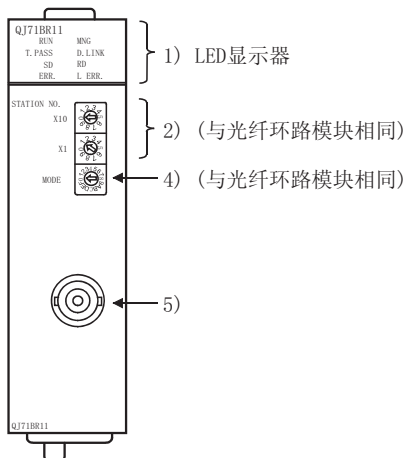 QJ71BR11
RUN MNG
T.PASS D.LINK
SD RD
ERR. L ERR.
1) LED显示器
STATION NO.
X10
2) (与光纤环路模块相同)
X1
MODE
4) (与光纤环路模块相同)
5)
QJ71BR11